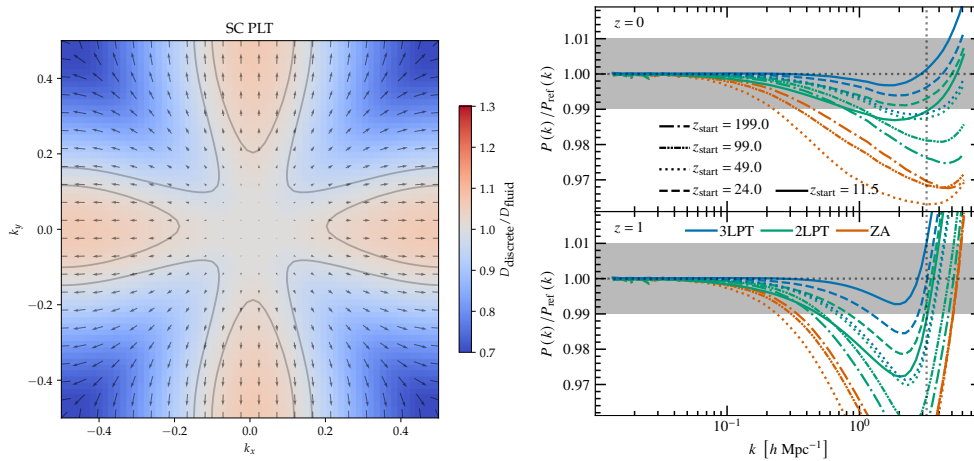 SC PLT
0.4
0.2
0.0
−0.2
−0.4
k_y
−0.4
−0.2
0.0
0.2
0.4
k_x
1.3
1.2
1.1
1.0
0.9
0.8
0.7
D_discrete/D_fluid
z = 0
1.01
1.00
0.99
0.98
0.97
P(k)/P_ref(k)
z_start = 199.0
z_start = 99.0
z_start = 49.0
z_start = 24.0
z_start = 11.5
z = 1
3LPT
2LPT
ZA
1.01
1.00
0.99
0.98
0.97
P(k)/P_ref(k)
10⁻¹
10⁰
k [h Mpc⁻¹]